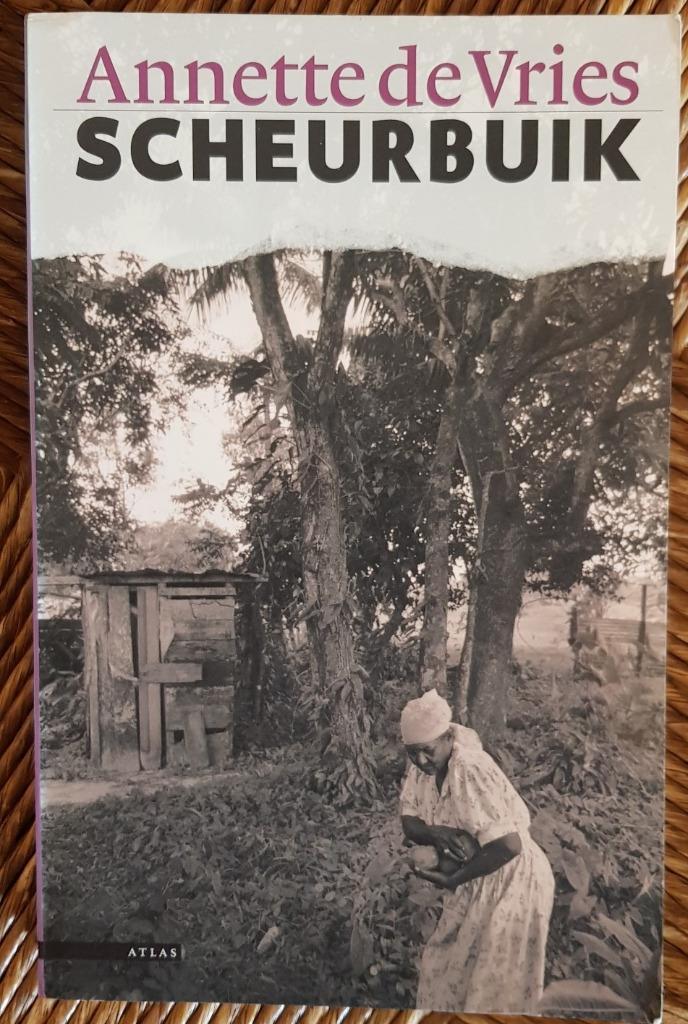 Annette de Vries
SCHEURBUIK
ATLAS